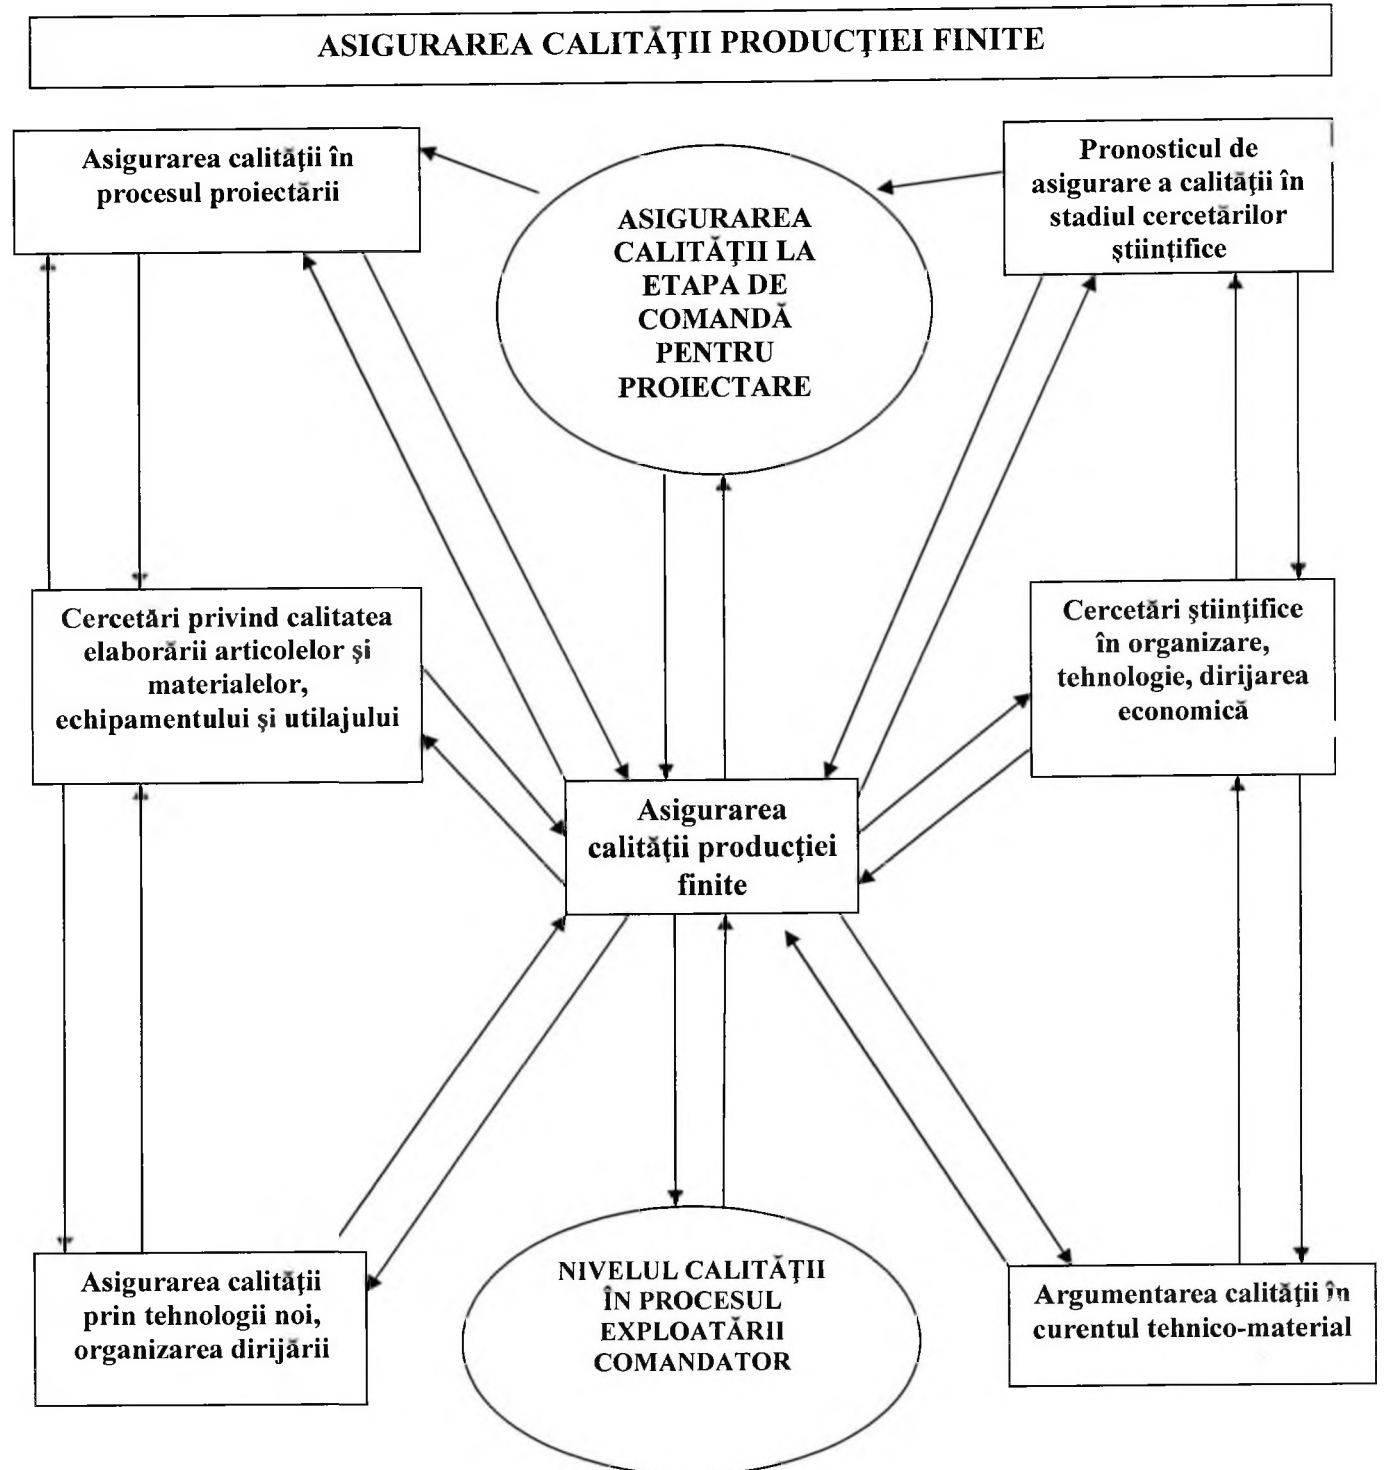 ASIGURAREA CALITĂŢII PRODUCŢIEI FINITE
Asigurarea calităţii în
procesul proiectării
ASIGURAREA
CALITĂŢII LA
ETAPA DE
COMANDĂ
PENTRU
PROIECTARE
Pronosticul de
asigurare a calităţii în
stadiul cercetărilor
ştiinţifice
Cercetări privind calitatea
elaborării articolelor şi
materialelor,
echipamentului şi utilajului
Cercetări ştiinţifice
în organizare,
tehnologie, dirijarea
economică
Asigurarea
calităţii producţiei
finite
Asigurarea calităţii
prin tehnologii noi,
organizarea dirijării
NIVELUL CALITĂŢII
ÎN PROCESUL
EXPLOATĂRII
COMANDATOR
Argumentarea calităţii în
curentul tehnico-material